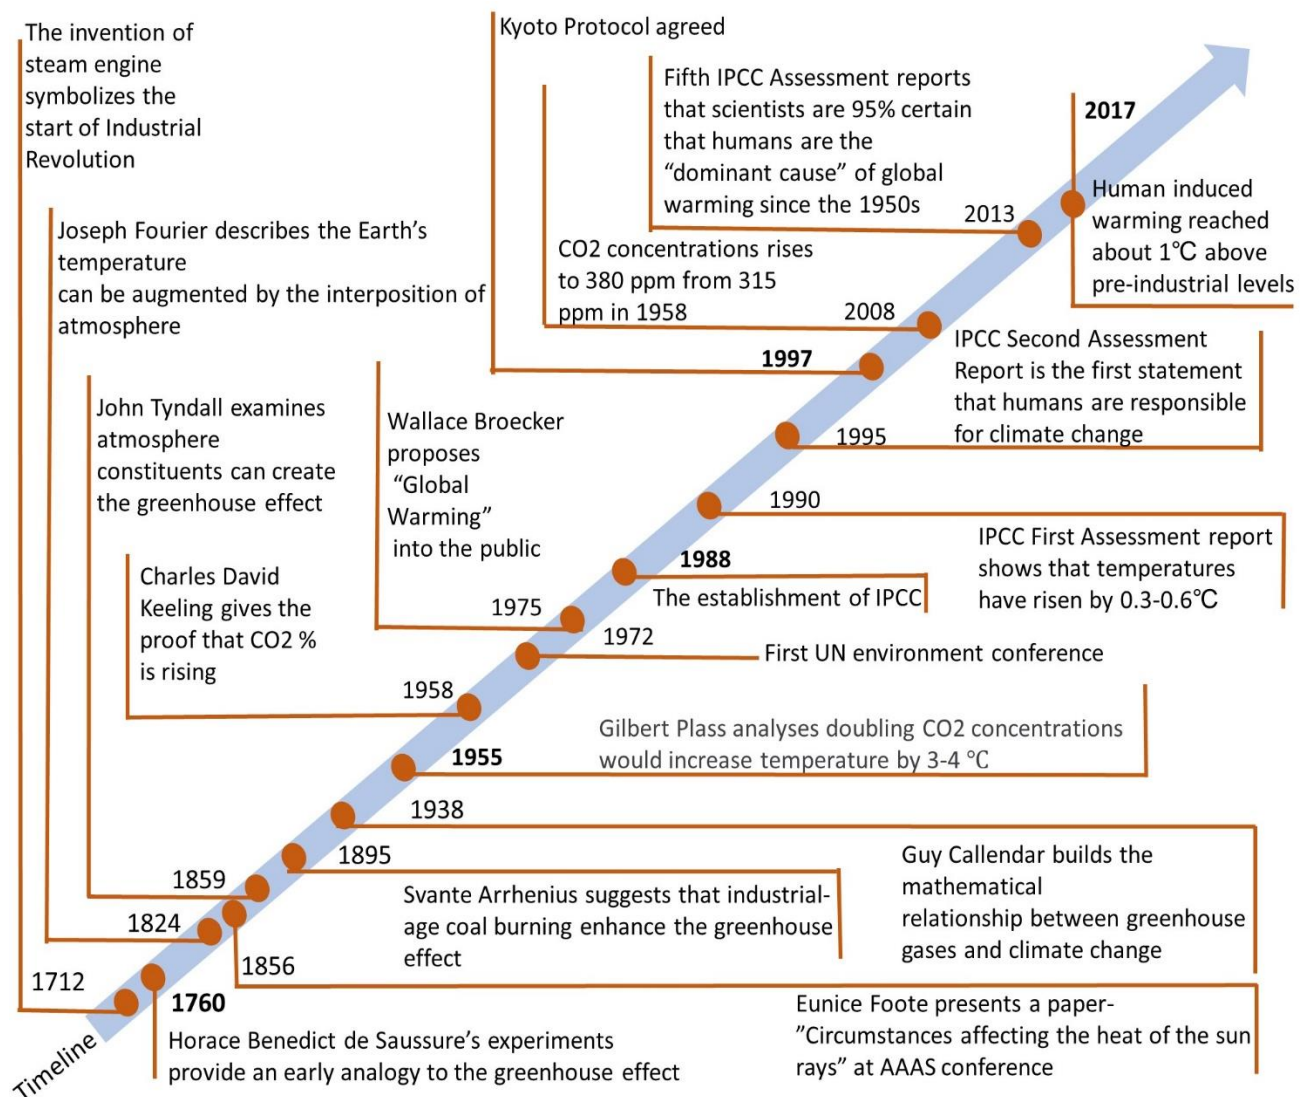 The invention of
steam engine
symbolizes the
start of Industrial
Revolution
Kyoto Protocol agreed
Fifth IPCC Assessment reports
that scientists are 95% certain
that humans are the
“dominant cause” of global
warming since the 1950s
2013
2017
Human induced
warming reached
about 1℃ above
pre-industrial levels
Joseph Fourier describes the Earth’s
temperature
can be augmented by the interposition of
atmosphere
CO2 concentrations rises
to 380 ppm from 315
ppm in 1958
2008
1997
IPCC Second Assessment
Report is the first statement
that humans are responsible
for climate change
1995
John Tyndall examines
atmosphere
constituents can create
the greenhouse effect
Wallace Broecker
proposes
“Global
Warming”
into the public
1975
1990
IPCC First Assessment report
shows that temperatures
have risen by 0.3-0.6℃
1988
The establishment of IPCC
Charles David
Keeling gives the
proof that CO2 %
is rising
1958
1972
First UN environment conference
Gilbert Plass analyses doubling CO2 concentrations
would increase temperature by 3-4 ℃
1955
1938
Guy Callendar builds the
mathematical
relationship between greenhouse
gases and climate change
1895
Svante Arrhenius suggests that industrial-
age coal burning enhance the greenhouse
effect
1859
1824
1856
Eunice Foote presents a paper-
”Circumstances affecting the heat of the sun
rays” at AAAS conference
1712
1760
Horace Benedict de Saussure’s experiments
provide an early analogy to the greenhouse effect
Timeline